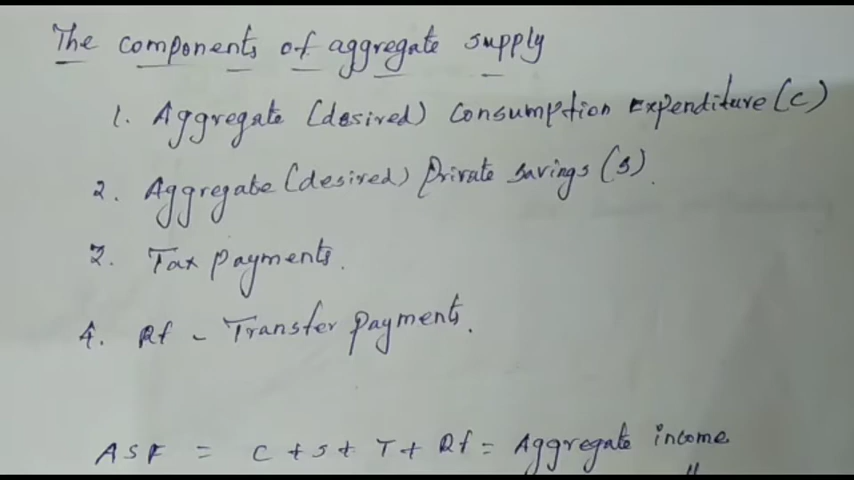 The components of aggregate supply
1. Aggregate (desired) consumption Expenditure (C)
2. Aggregate (desired) Private savings (S).
3. Tax payments.
4. Rf - Transfer payments.
ASF = C + S + T + Rf = Aggregate income